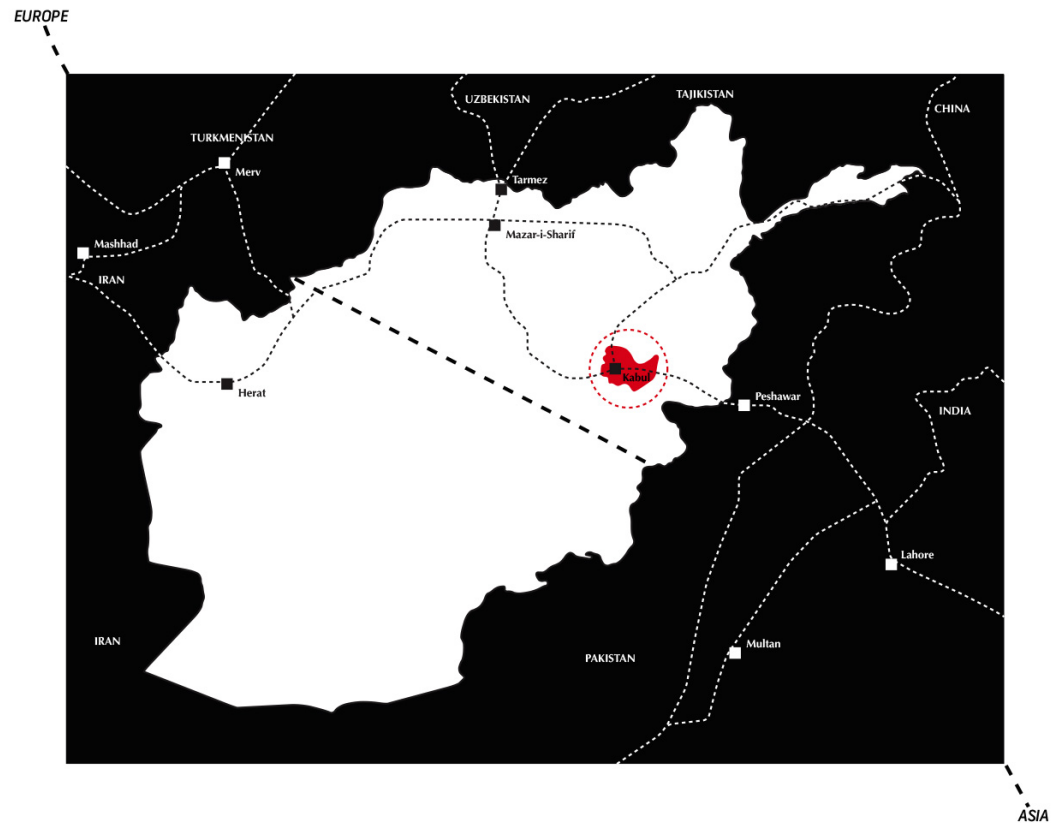 EUROPE
UZBEKISTAN
TAJIKISTAN
CHINA
TURKMENISTAN
Merv
Tarmez
Mazar-i-Sharif
Mashhad
IRAN
Herat
Kabul
Peshawar
INDIA
Lahore
IRAN
Multan
PAKISTAN
ASIA